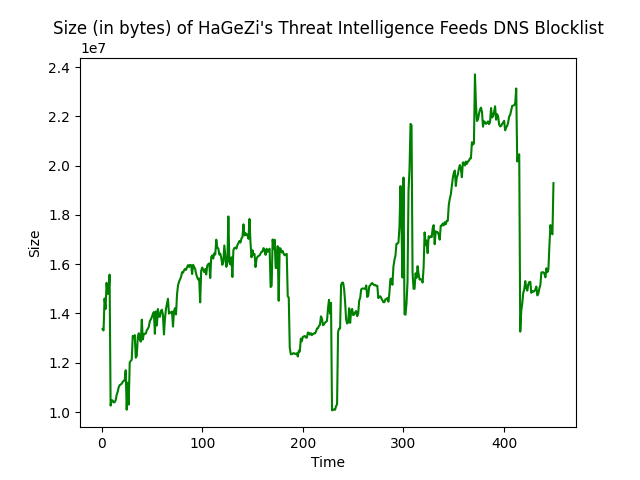 Size (in bytes) of HaGeZi's Threat Intelligence Feeds DNS Blocklist
1e7
2.4
2.2
2.0
1.8
1.6
1.4
1.2
1.0
Size
0 100 200 300 400
Time